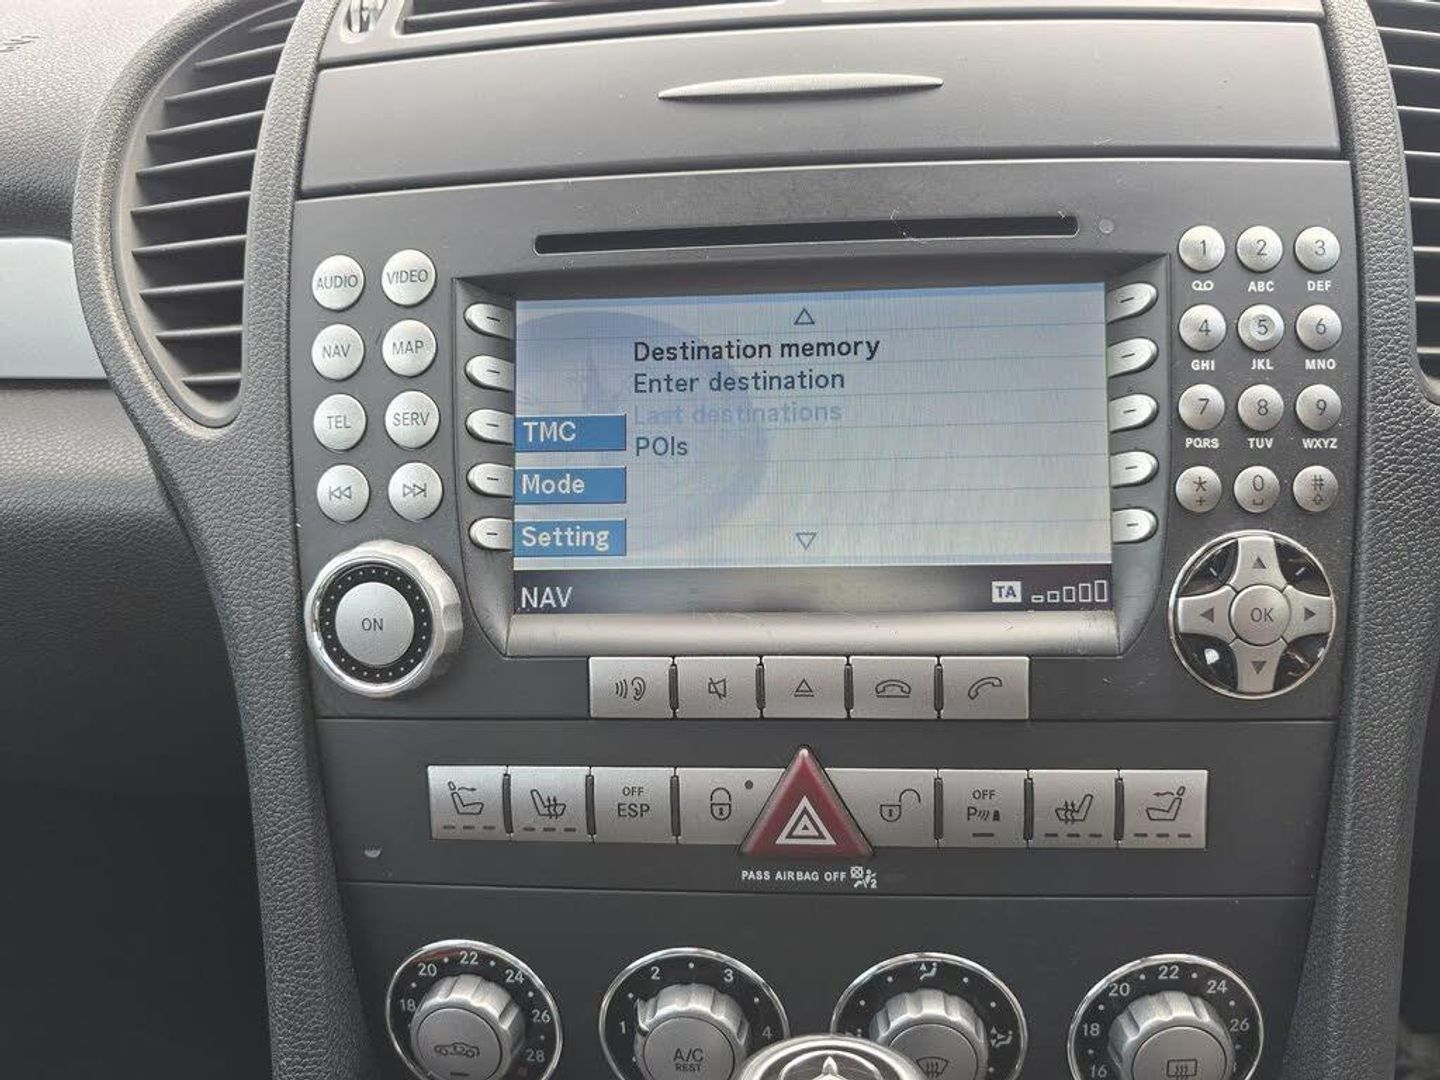 AUDIO VIDEO
NAV MAP
TEL SERV
ON
Destination memory
Enter destination
Last destinations
POIs
TMC
Mode
Setting
NAV
TA
1 2 3
ABC DEF
4 5 6
GHI JKL MNO
7 8 9
PQRS TUV WXYZ
* 0 #
+
OK
OFF
ESP
OFF
P
PASS AIRBAG OFF 2
18 20 22 24 26 28
1 2 3 4
A/C
REST
16 18 20 22 24 26